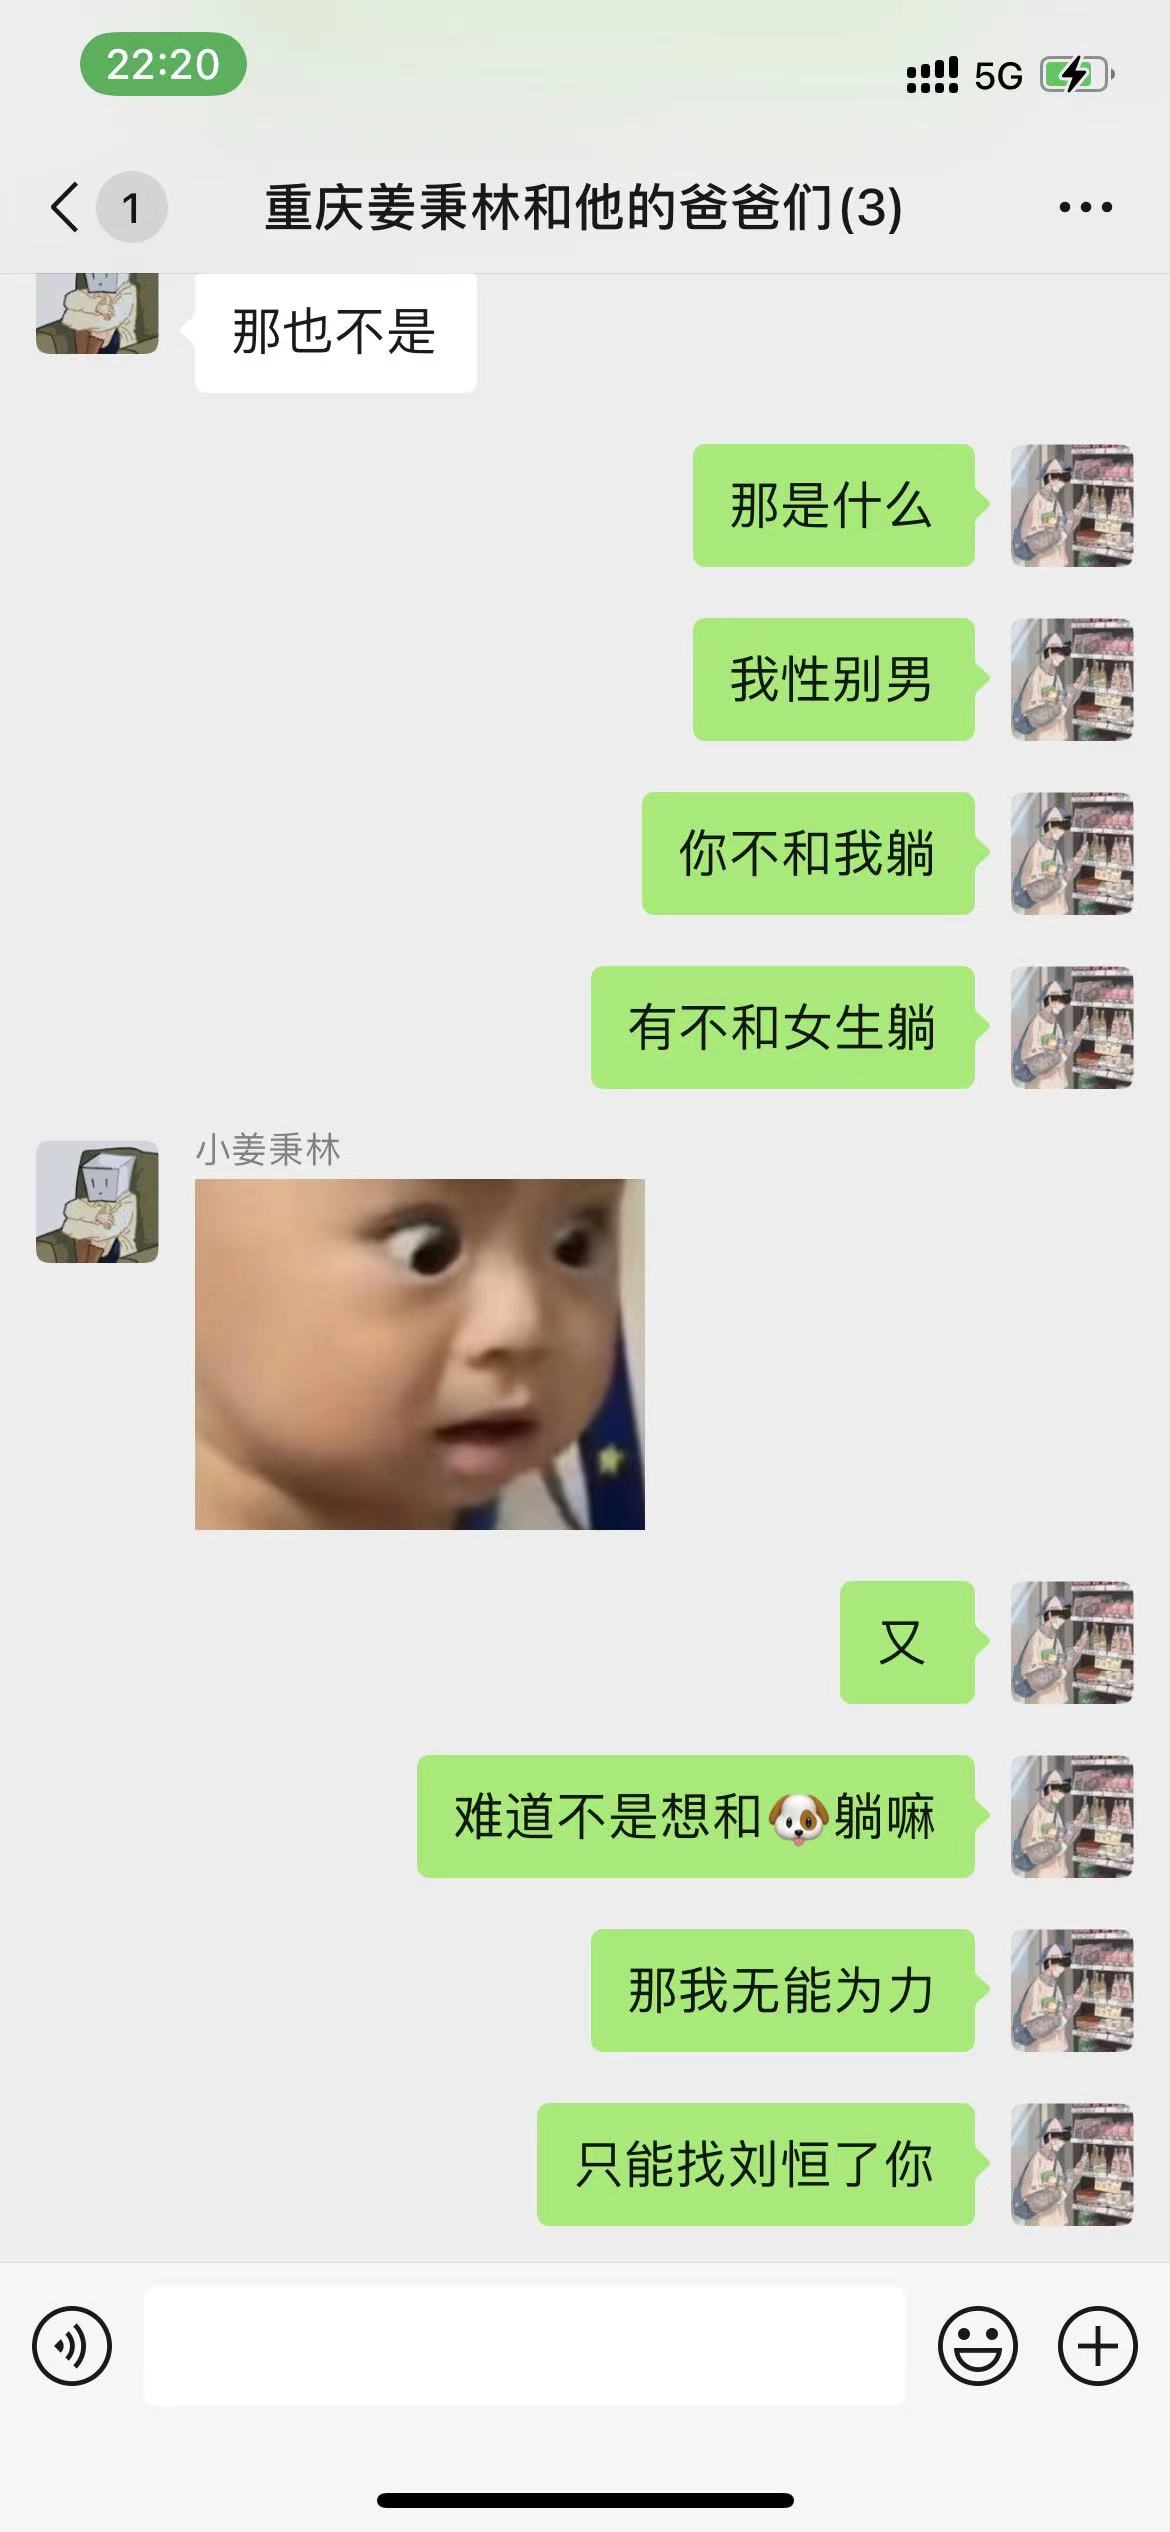 22:20
5G
1
重庆姜秉林和他的爸爸们(3)
那也不是
那是什么
我性别男
你不和我躺
有不和女生躺
小姜秉林
又
难道不是想和🐶躺嘛
那我无能为力
只能找刘恒了你